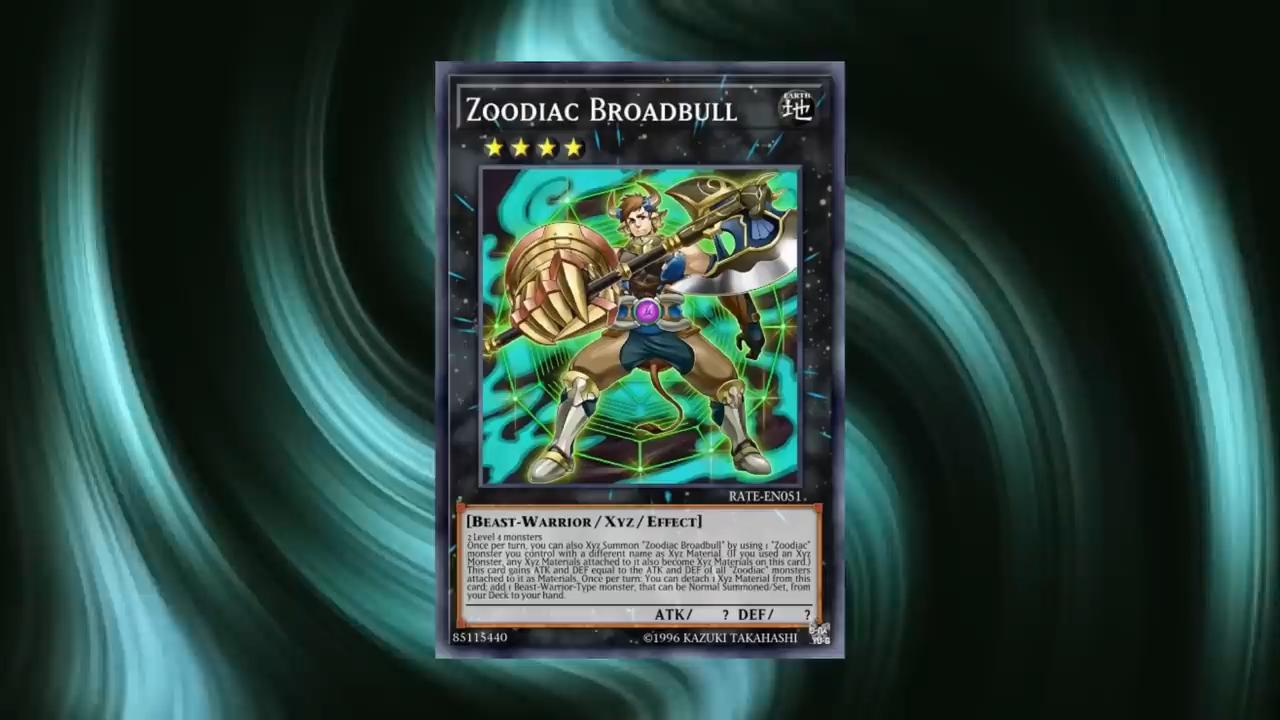 Zoodiac Broadbull
EARTH
地
RATE-EN051
[Beast-Warrior / Xyz / Effect]
2 Level 4 monsters
Once per turn, you can also Xyz Summon "Zoodiac Broadbull" by using 1 "Zoodiac"
monster you control with a different name as Xyz Material. (If you used an Xyz
Monster, any Xyz Materials attached to it also become Xyz Materials on this card.)
This card gains ATK and DEF equal to the ATK and DEF of all "Zoodiac" monsters
attached to it as Materials. Once per turn: You can detach 1 Xyz Material from this
card; add 1 Beast-Warrior-Type monster, that can be Normal Summoned/Set, from
your Deck to your hand.
ATK/ ? DEF/ ?
85115440 ©1996 KAZUKI TAKAHASHI